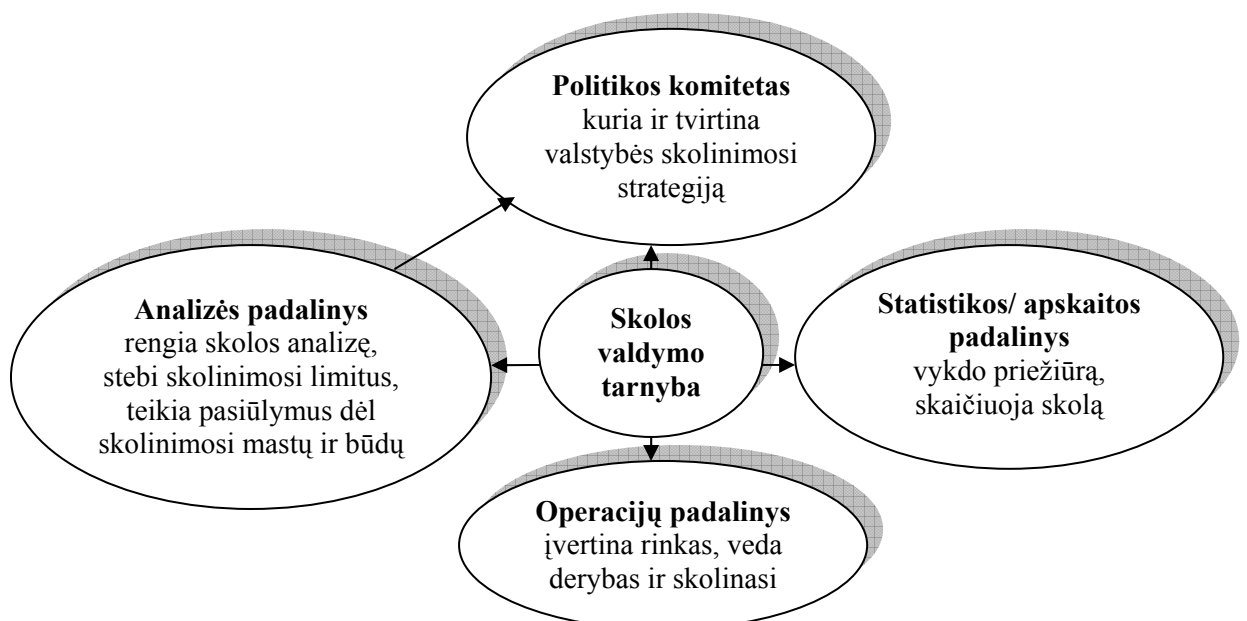 Politikos komitetas
kuria ir tvirtina
valstybės skolinimosi
strategiją
Analizės padalinys
rengia skolos analizę,
stebi skolinimosi limitus,
teikia pasiūlymus dėl
skolinimosi mastų ir būdų
Skolos
valdymo
tarnyba
Statistikos/ apskaitos
padalinys
vykdo priežiūrą,
skaičiuoja skolą
Operacijų padalinys
įvertina rinkas, veda
derybas ir skolinasi